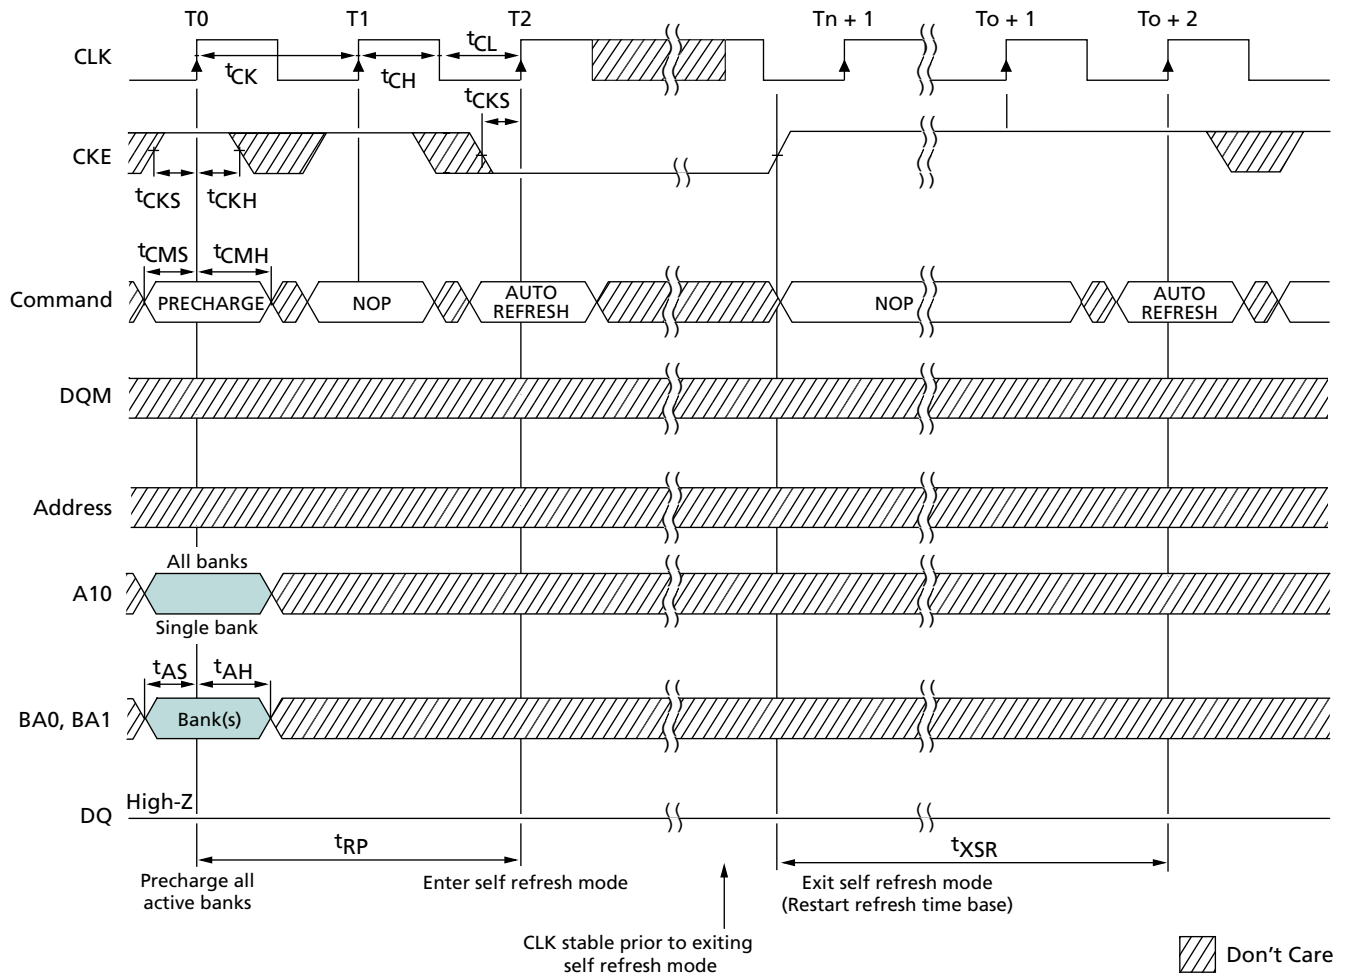 T0
T1
T2
Tn + 1
To + 1
To + 2
CLK
tCK
tCH
tCL
tCKS
CKE
tCKS
tCKH
tCMS
tCMH
Command
PRECHARGE
NOP
AUTO
REFRESH
NOP
AUTO
REFRESH
DQM
Address
All banks
A10
Single bank
tAS
tAH
BA0, BA1
Bank(s)
High-Z
DQ
tRP
tXSR
Precharge all
active banks
Enter self refresh mode
Exit self refresh mode
(Restart refresh time base)
CLK stable prior to exiting
self refresh mode
Don't Care